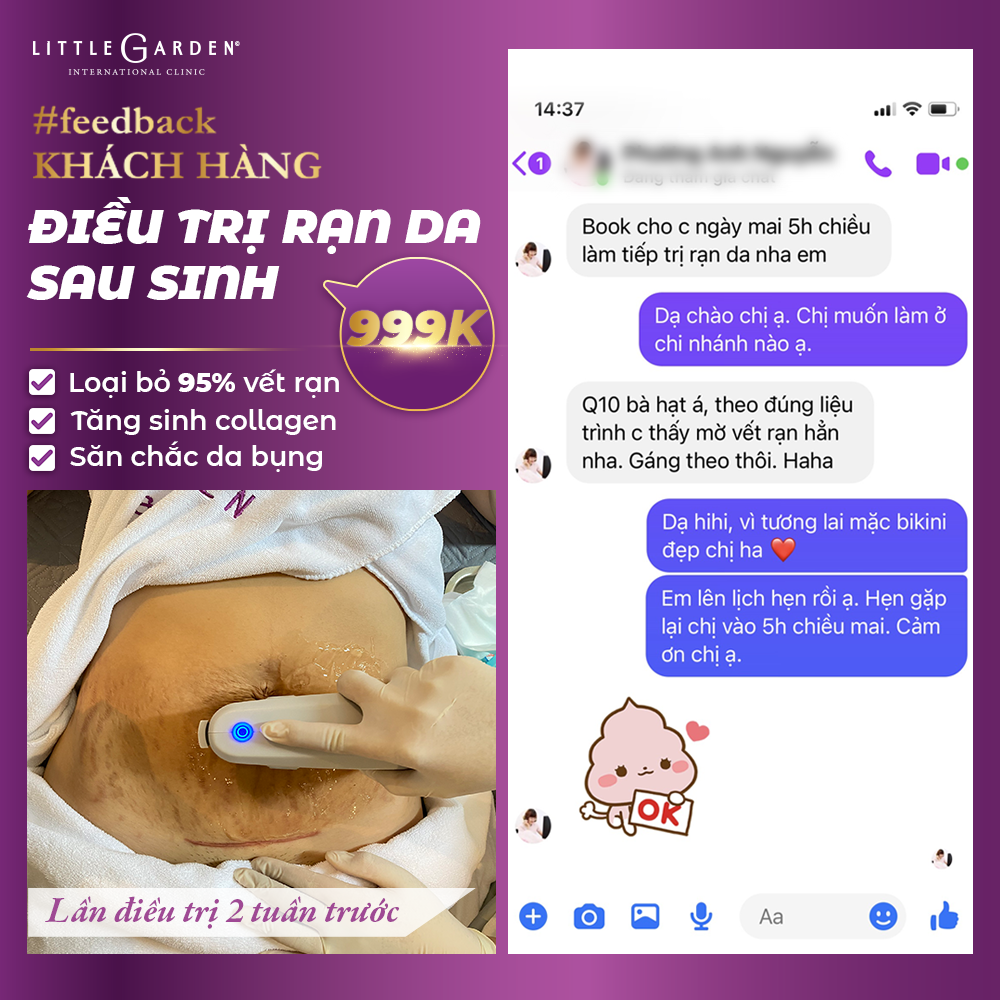 LITTLE GARDEN®
INTERNATIONAL CLINIC
#feedback
KHÁCH HÀNG
ĐIỀU TRỊ RẠN DA
SAU SINH
999K
Loại bỏ 95% vết rạn
Tăng sinh collagen
Săn chắc da bụng
Lần điều trị 2 tuần trước
14:37
1
Book cho c ngày mai 5h chiều
làm tiếp trị rạn da nha em
Dạ chào chị ạ. Chị muốn làm ở
chi nhánh nào ạ.
Q10 bà hạt á, theo đúng liệu
trình c thấy mờ vết rạn hẳn
nha. Gáng theo thôi. Haha
Dạ hihi, vì tương lai mặc bikini
đẹp chị ha ❤️
Em lên lịch hẹn rồi ạ. Hẹn gặp
lại chị vào 5h chiều mai. Cảm
ơn chị ạ.
OK
Aa